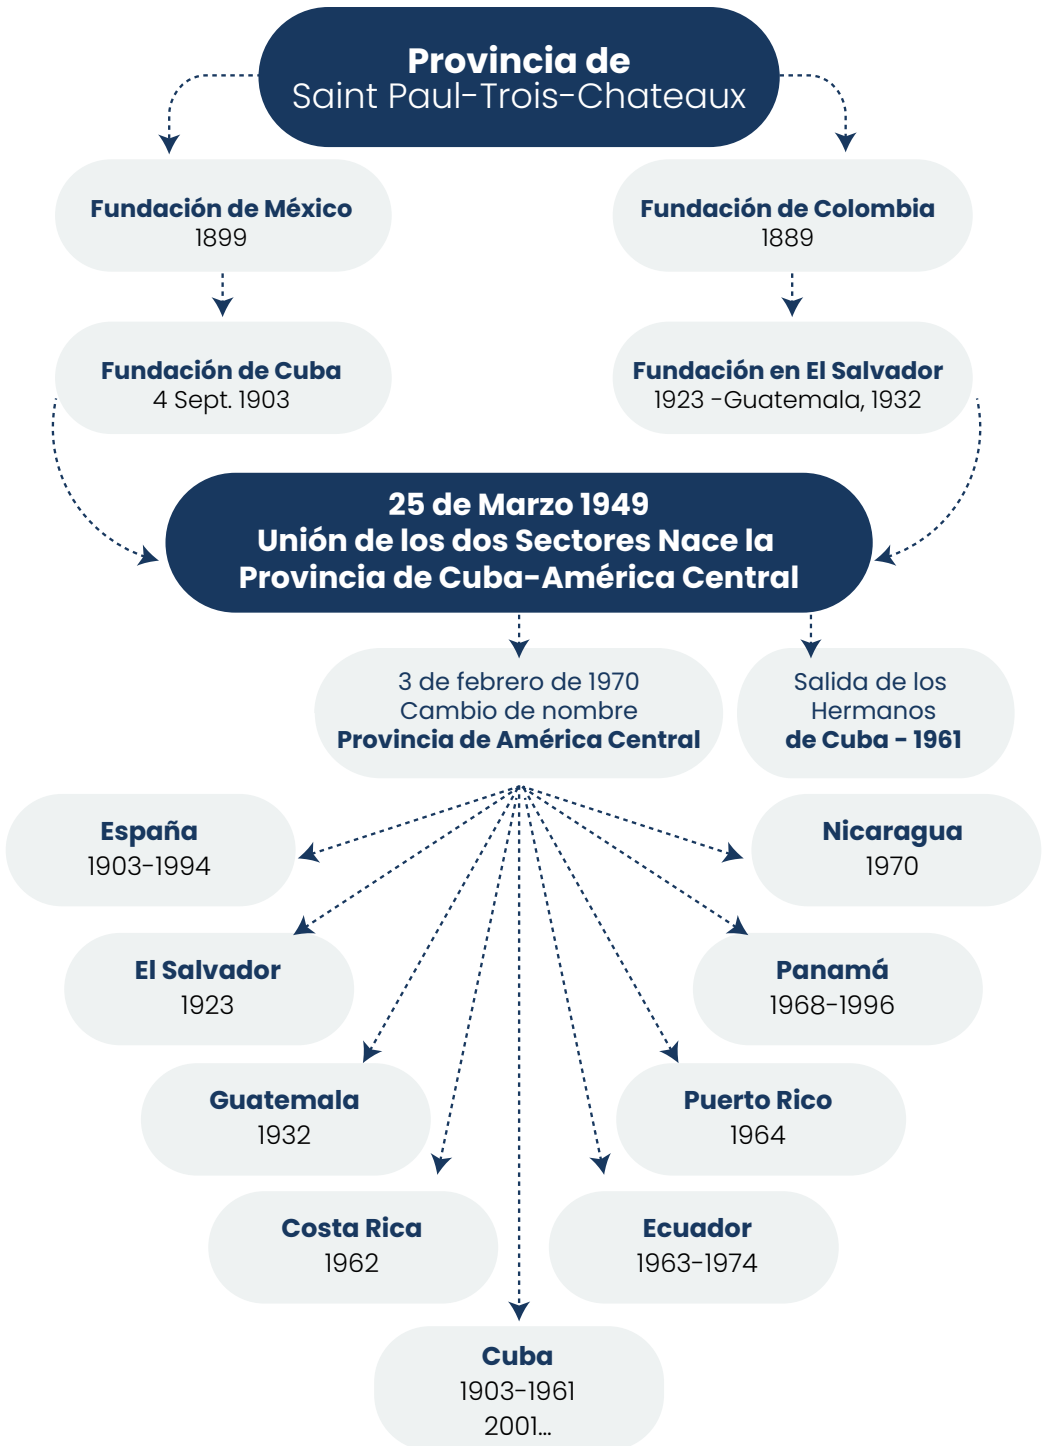 Provincia de
Saint Paul-Trois-Chateaux
Fundación de México
1899
Fundación de Colombia
1889
Fundación de Cuba
4 Sept. 1903
Fundación en El Salvador
1923 -Guatemala, 1932
25 de Marzo 1949
Unión de los dos Sectores Nace la
Provincia de Cuba-América Central
3 de febrero de 1970
Cambio de nombre
Provincia de América Central
Salida de los
Hermanos
de Cuba - 1961
España
1903-1994
Nicaragua
1970
El Salvador
1923
Panamá
1968-1996
Guatemala
1932
Puerto Rico
1964
Costa Rica
1962
Ecuador
1963-1974
Cuba
1903-1961
2001...